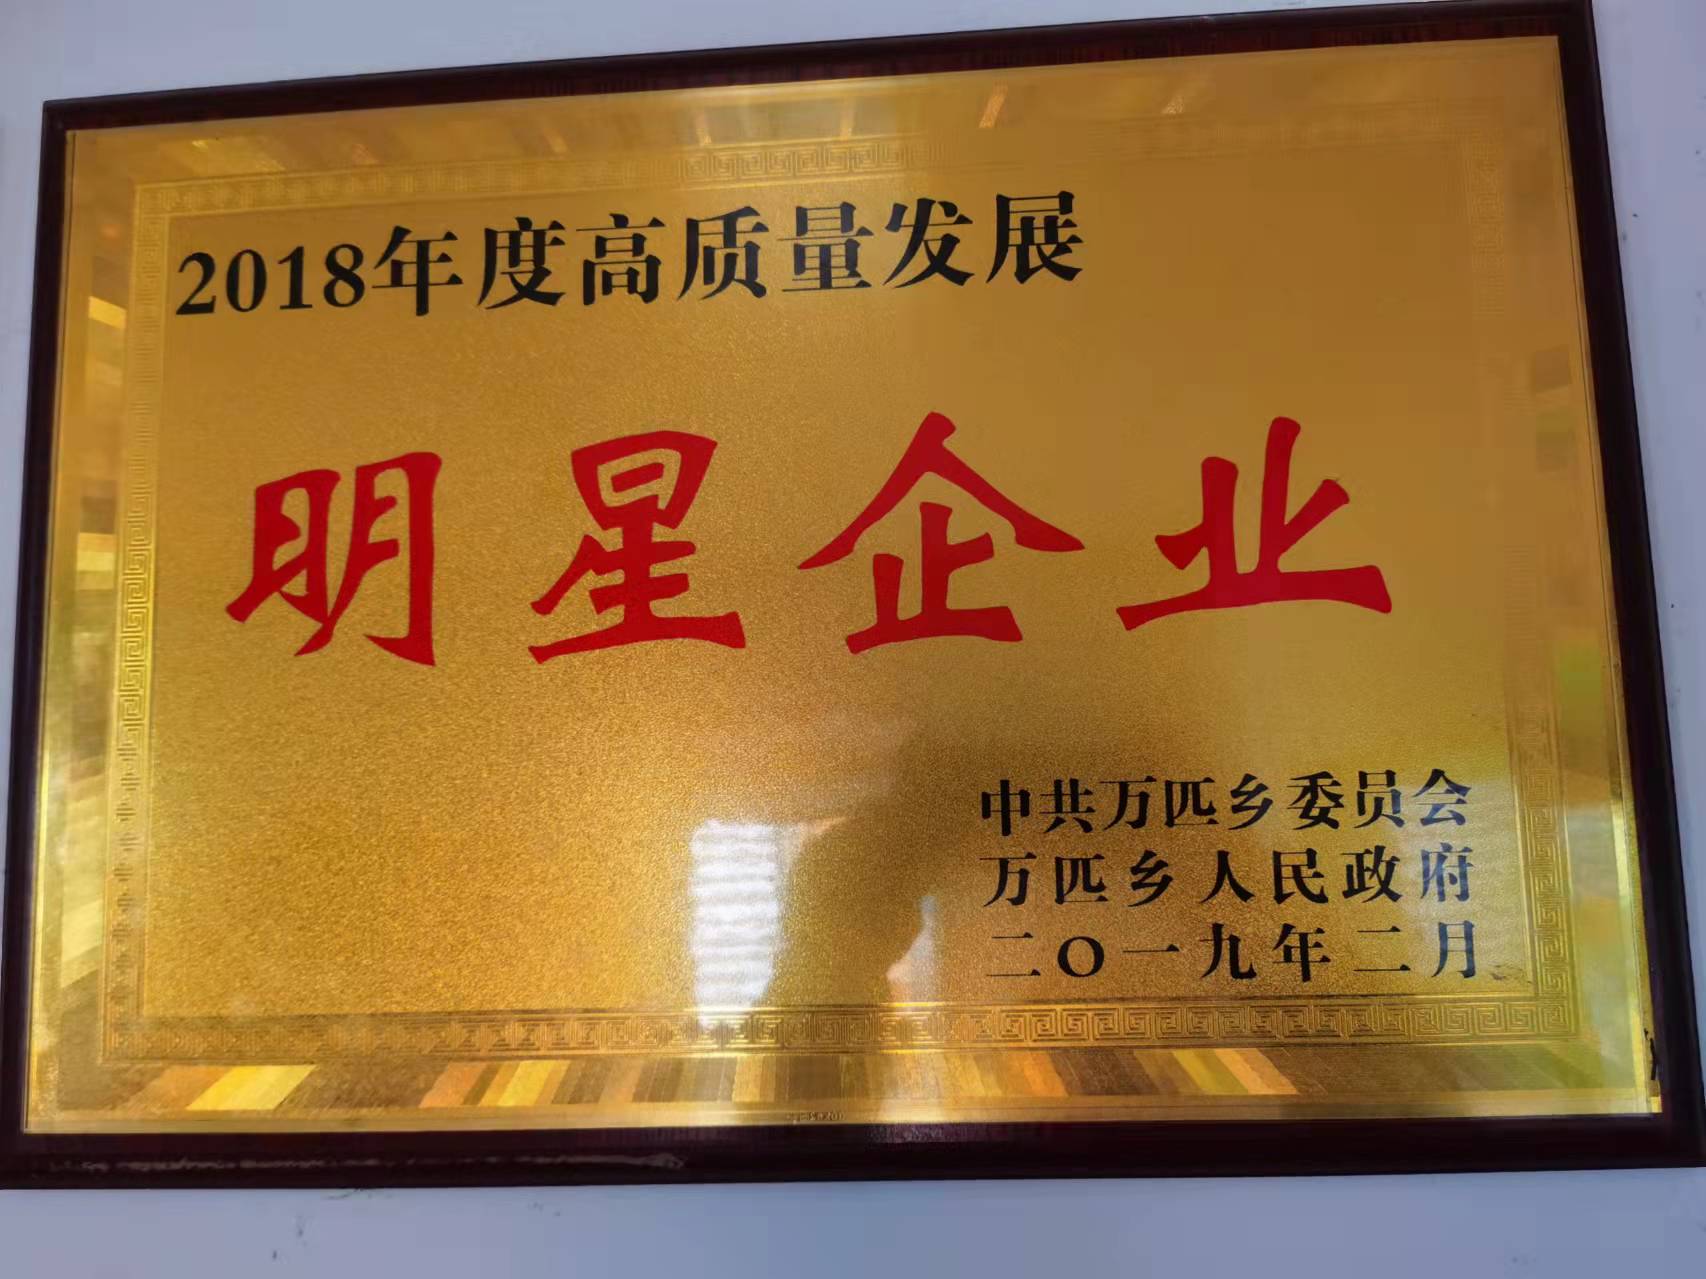 2018年度高质量发展
明星企业
中共万匹乡委员会
万匹乡人民政府
二〇一九年二月